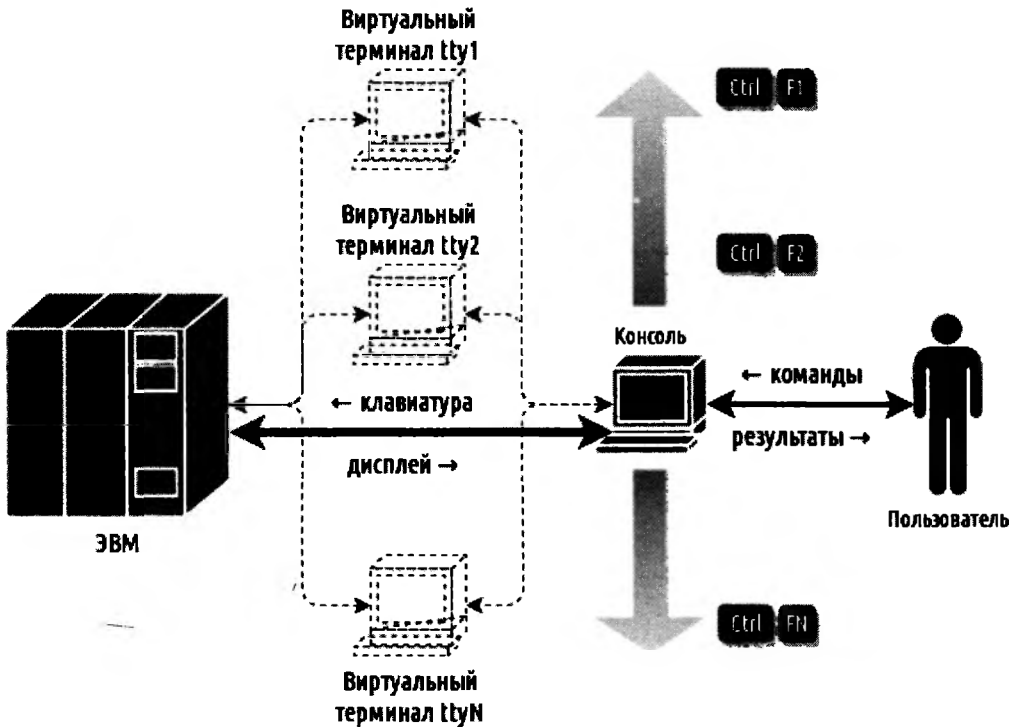 Виртуальный
терминал tty1
Ctrl F1
Виртуальный
терминал tty2
Ctrl F2
Консоль
← клавиатура
← команды
дисплей →
результаты →
ЭВМ
Пользователь
Ctrl FN
Виртуальный
терминал ttyN